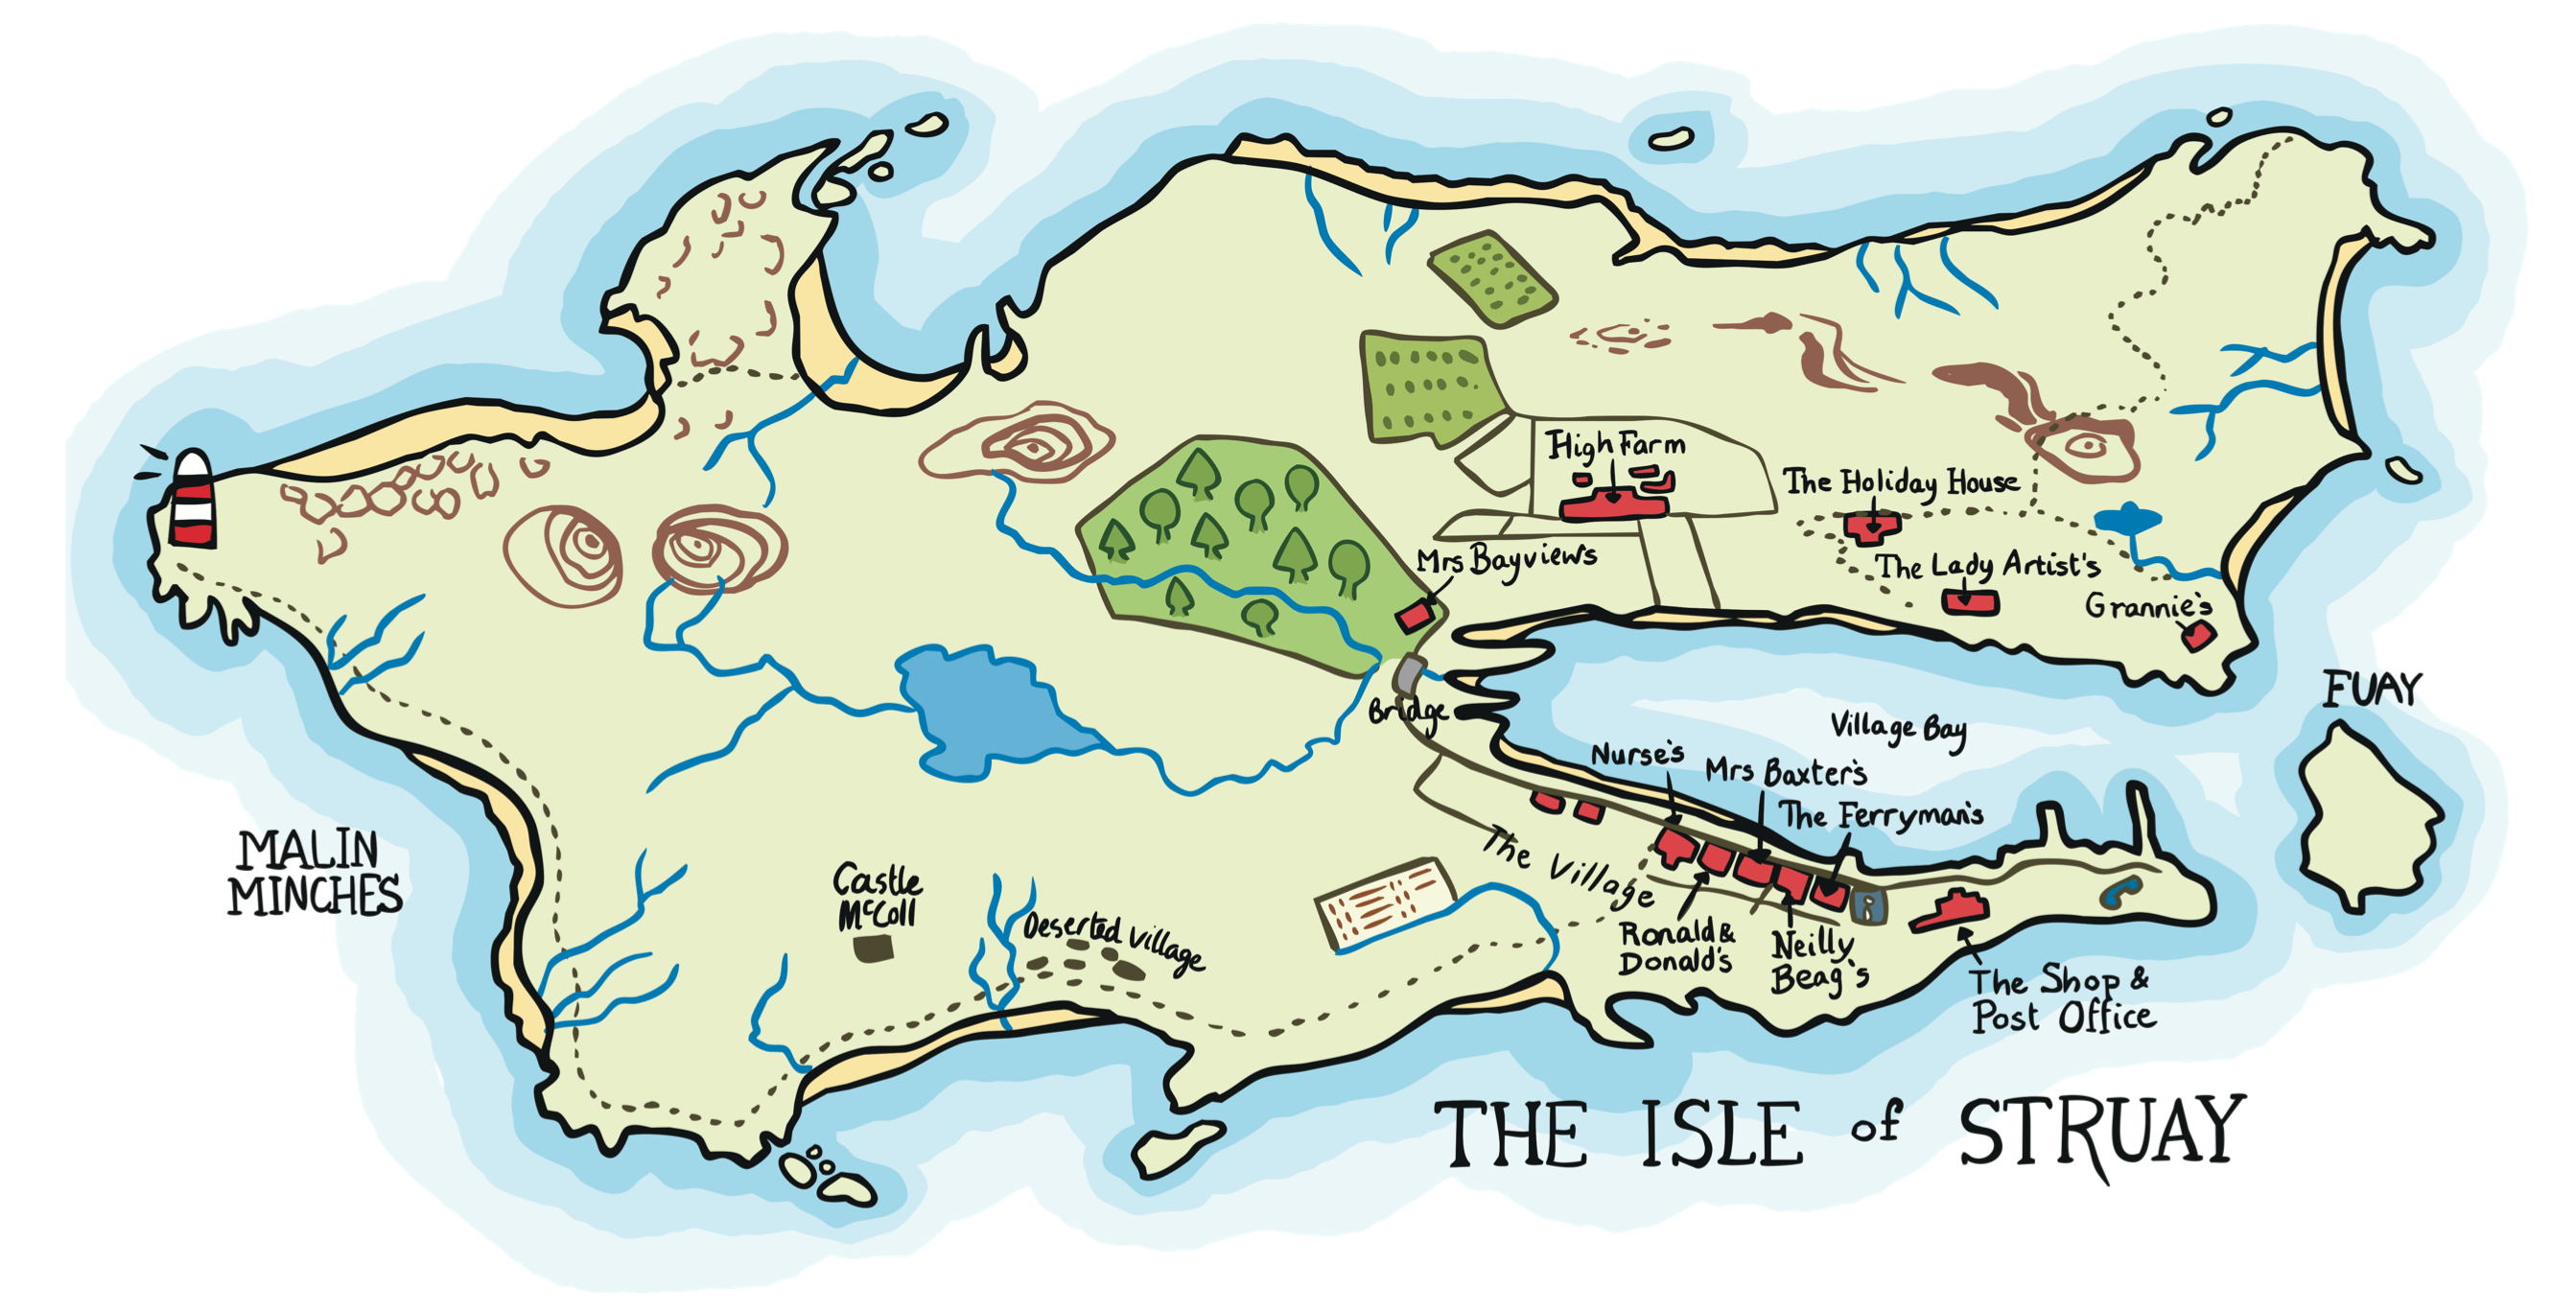 High Farm
The Holiday House
Mrs Bayview's
The Lady Artist's
Grannie's
FUAY
Bridge
Village Bay
Nurse's
Mrs Baxter's
The Ferryman's
MALIN
MINCHES
The Village
Castle
McColl
Deserted Village
Ronald &
Donald's
Neilly
Beag's
The Shop &
Post Office
THE ISLE of STRUAY